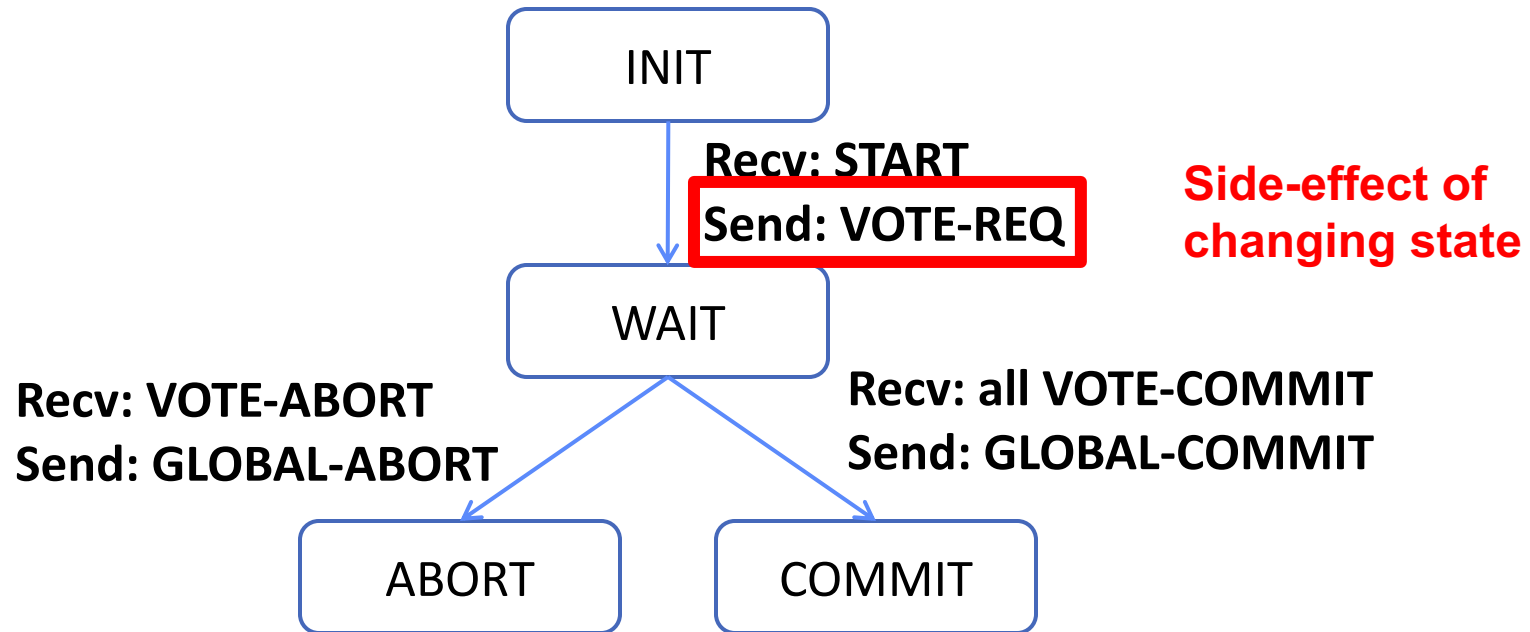 INIT
Recv: START
Send: VOTE-REQ
Side-effect of
changing state
WAIT
Recv: VOTE-ABORT
Send: GLOBAL-ABORT
Recv: all VOTE-COMMIT
Send: GLOBAL-COMMIT
ABORT
COMMIT